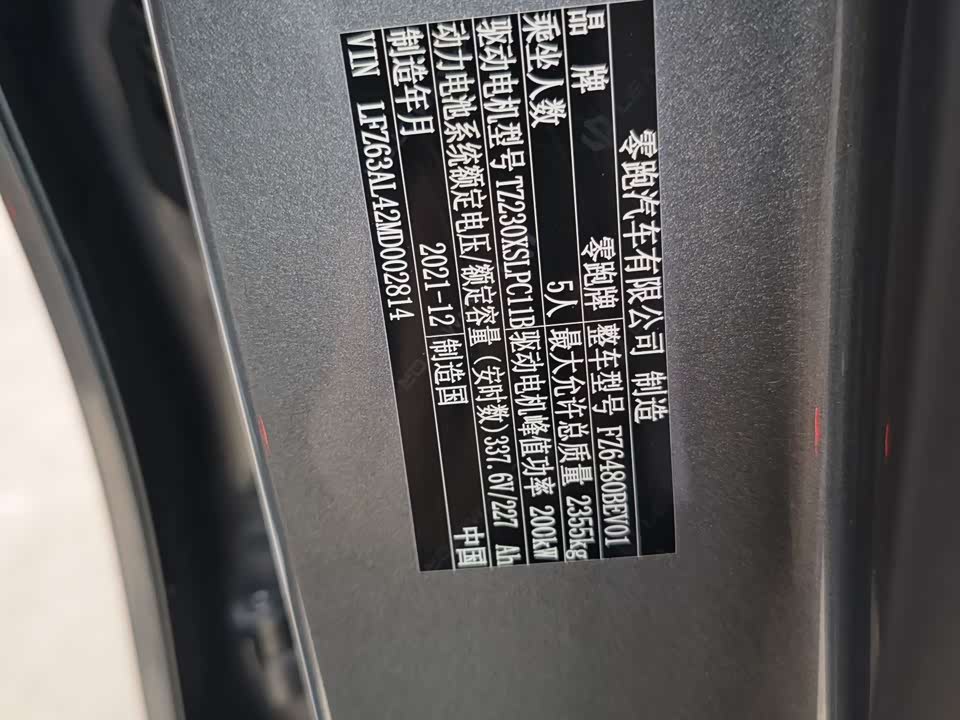 零跑汽车有限公司 制造
品 牌 零跑牌 整车型号 FZ6480BEV01
乘坐人数 5人 最大允许总质量 2355kg
驱动电机型号 TZ230XSLPC11B 驱动电机峰值功率 200kW
动力电池系统额定电压/额定容量(安时数) 337.6V/227 Ah
制造年月 2021-12 制造国 中国
VIN LFZ63AL42MD002814